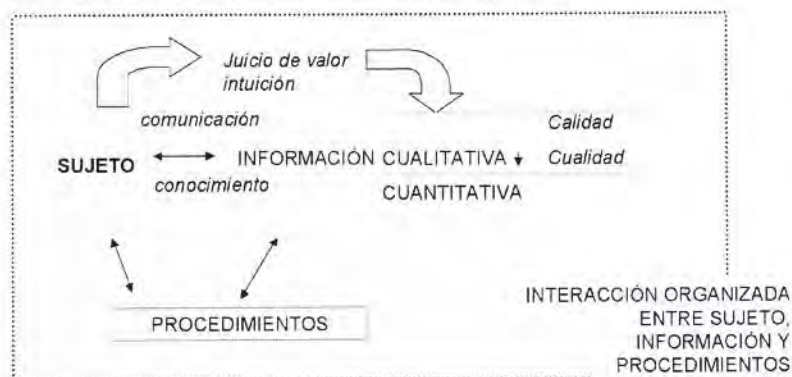 Juicio de valor
intuición
comunicación
Calidad
SUJETO
INFORMACIÓN CUALITATIVA
Cualidad
conocimiento
CUANTITATIVA
PROCEDIMIENTOS
INTERACCIÓN ORGANIZADA
ENTRE SUJETO,
INFORMACIÓN Y
PROCEDIMIENTOS